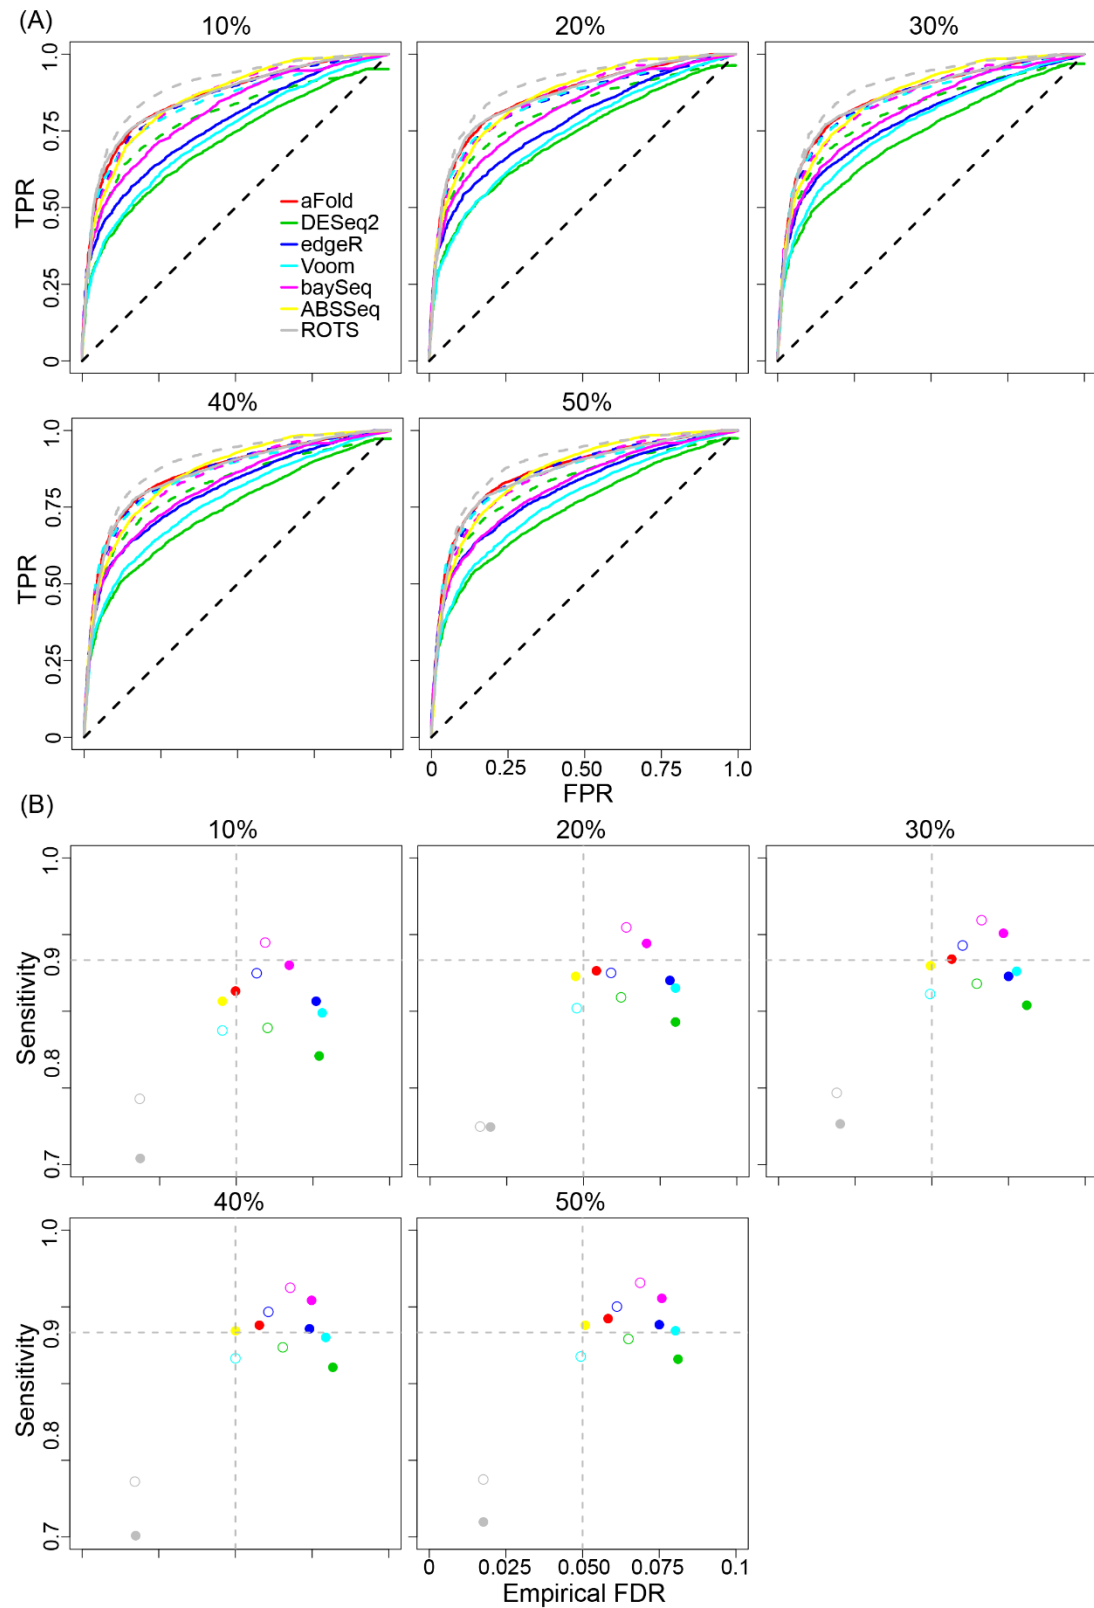 (A)
10%
20%
30%
TPR
1.0
0.75
0.50
0.25
0
aFold
DESeq2
edgeR
Voom
baySeq
ABSSeq
ROTS
40%
50%
TPR
1.0
0.75
0.50
0.25
0
0 0.25 0.50 0.75 1.0
FPR
(B)
10%
20%
30%
Sensitivity
1.0
0.9
0.8
0.7
40%
50%
Sensitivity
1.0
0.9
0.8
0.7
0 0.025 0.050 0.075 0.1
Empirical FDR